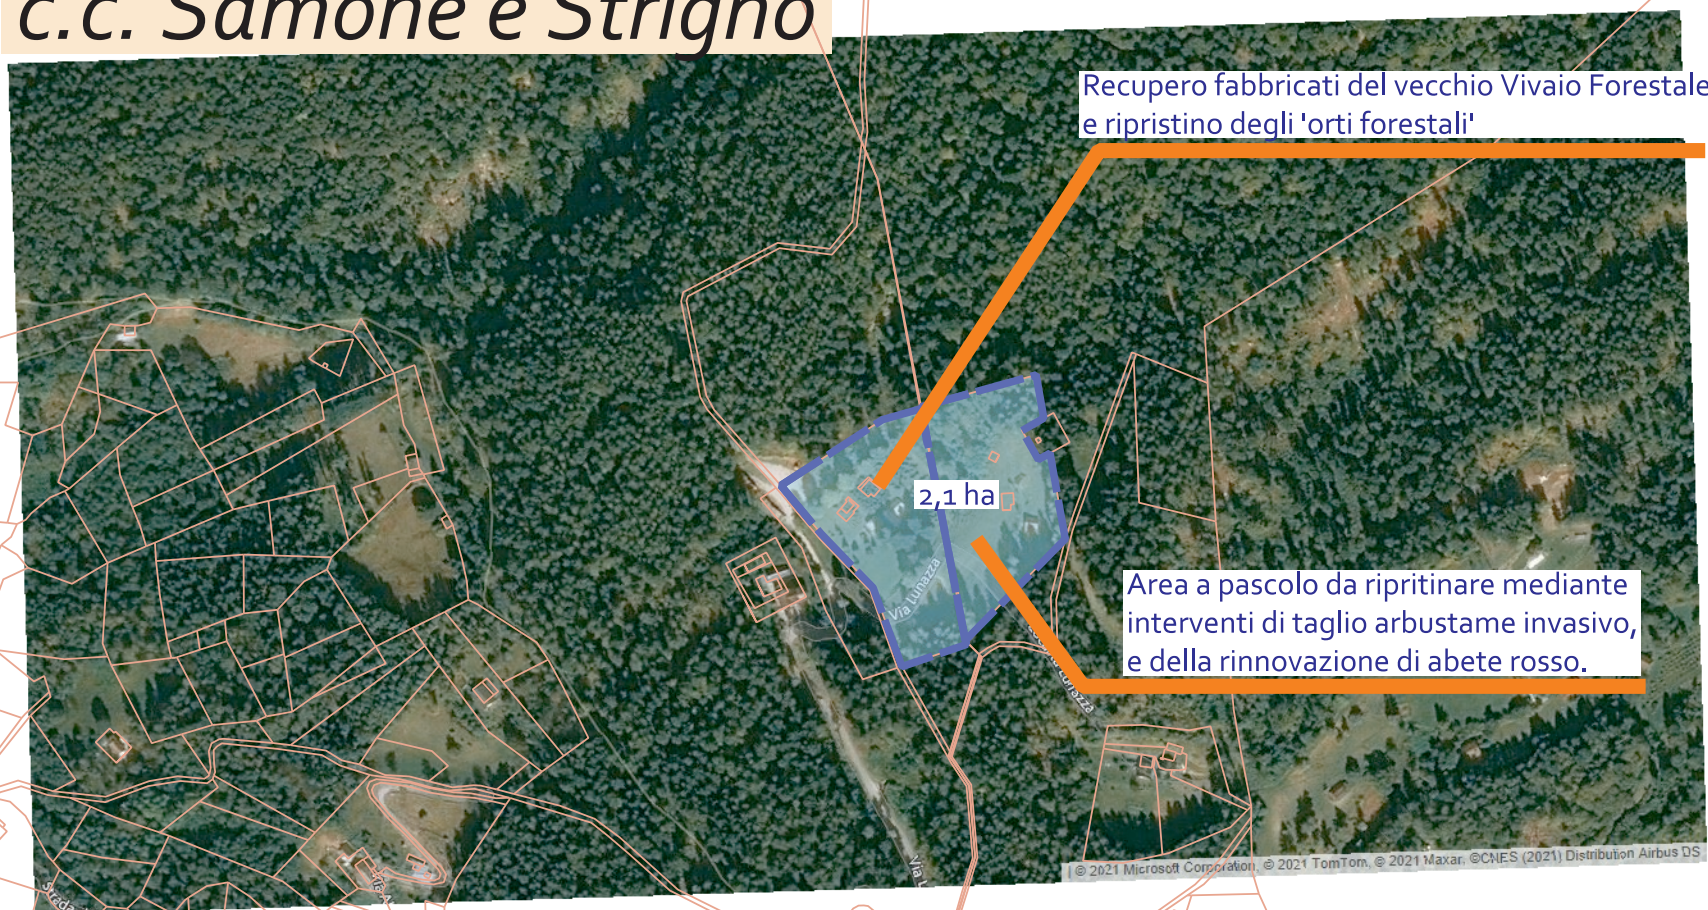 c.c. Samone e Strigno
Recupero fabbricati del vecchio Vivaio Forestale
e ripristino degli 'orti forestali'
2,1 ha
Via Lunazza
Area a pascolo da ripritinare mediante
interventi di taglio arbustame invasivo,
e della rinnovazione di abete rosso.
Lunazza
Via L
Strada
© 2021 Microsoft Corporation, © 2021 TomTom, © 2021 Maxar, ©CNES (2021) Distribution Airbus DS